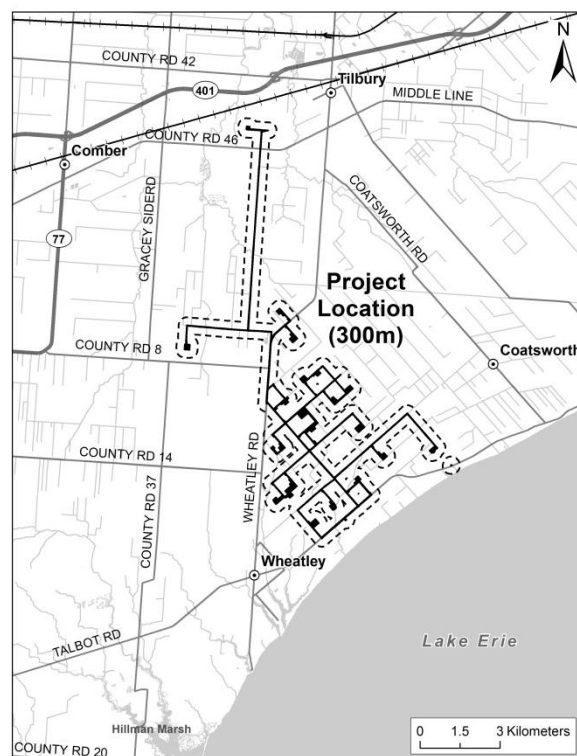 N
COUNTY RD 42
Tilbury
401
MIDDLE LINE
COUNTY RD 46
Comber
77
GRACEY SIDERD
COATSWORTH RD
Project
Location
(300m)
COUNTY RD 8
Coatsworth
WHEATLEY RD
COUNTY RD 14
COUNTY RD 37
Wheatley
TALBOT RD
Lake Erie
Hillman Marsh
COUNTY RD 20
0 1.5 3 Kilometers